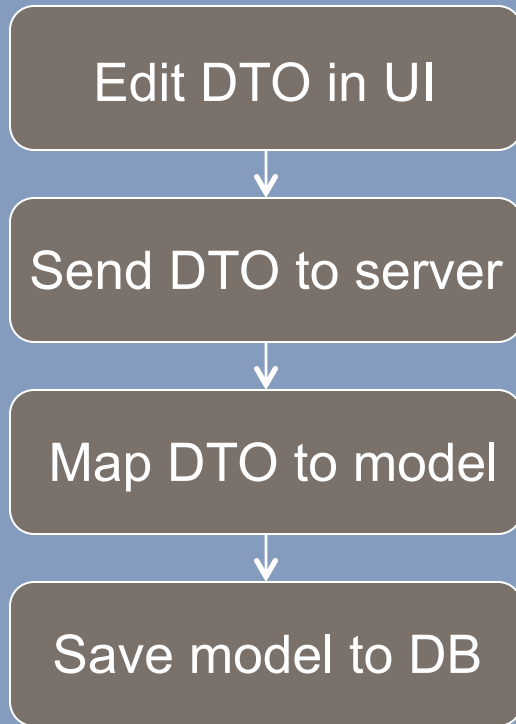 Edit DTO in UI
Send DTO to server
Map DTO to model
Save model to DB